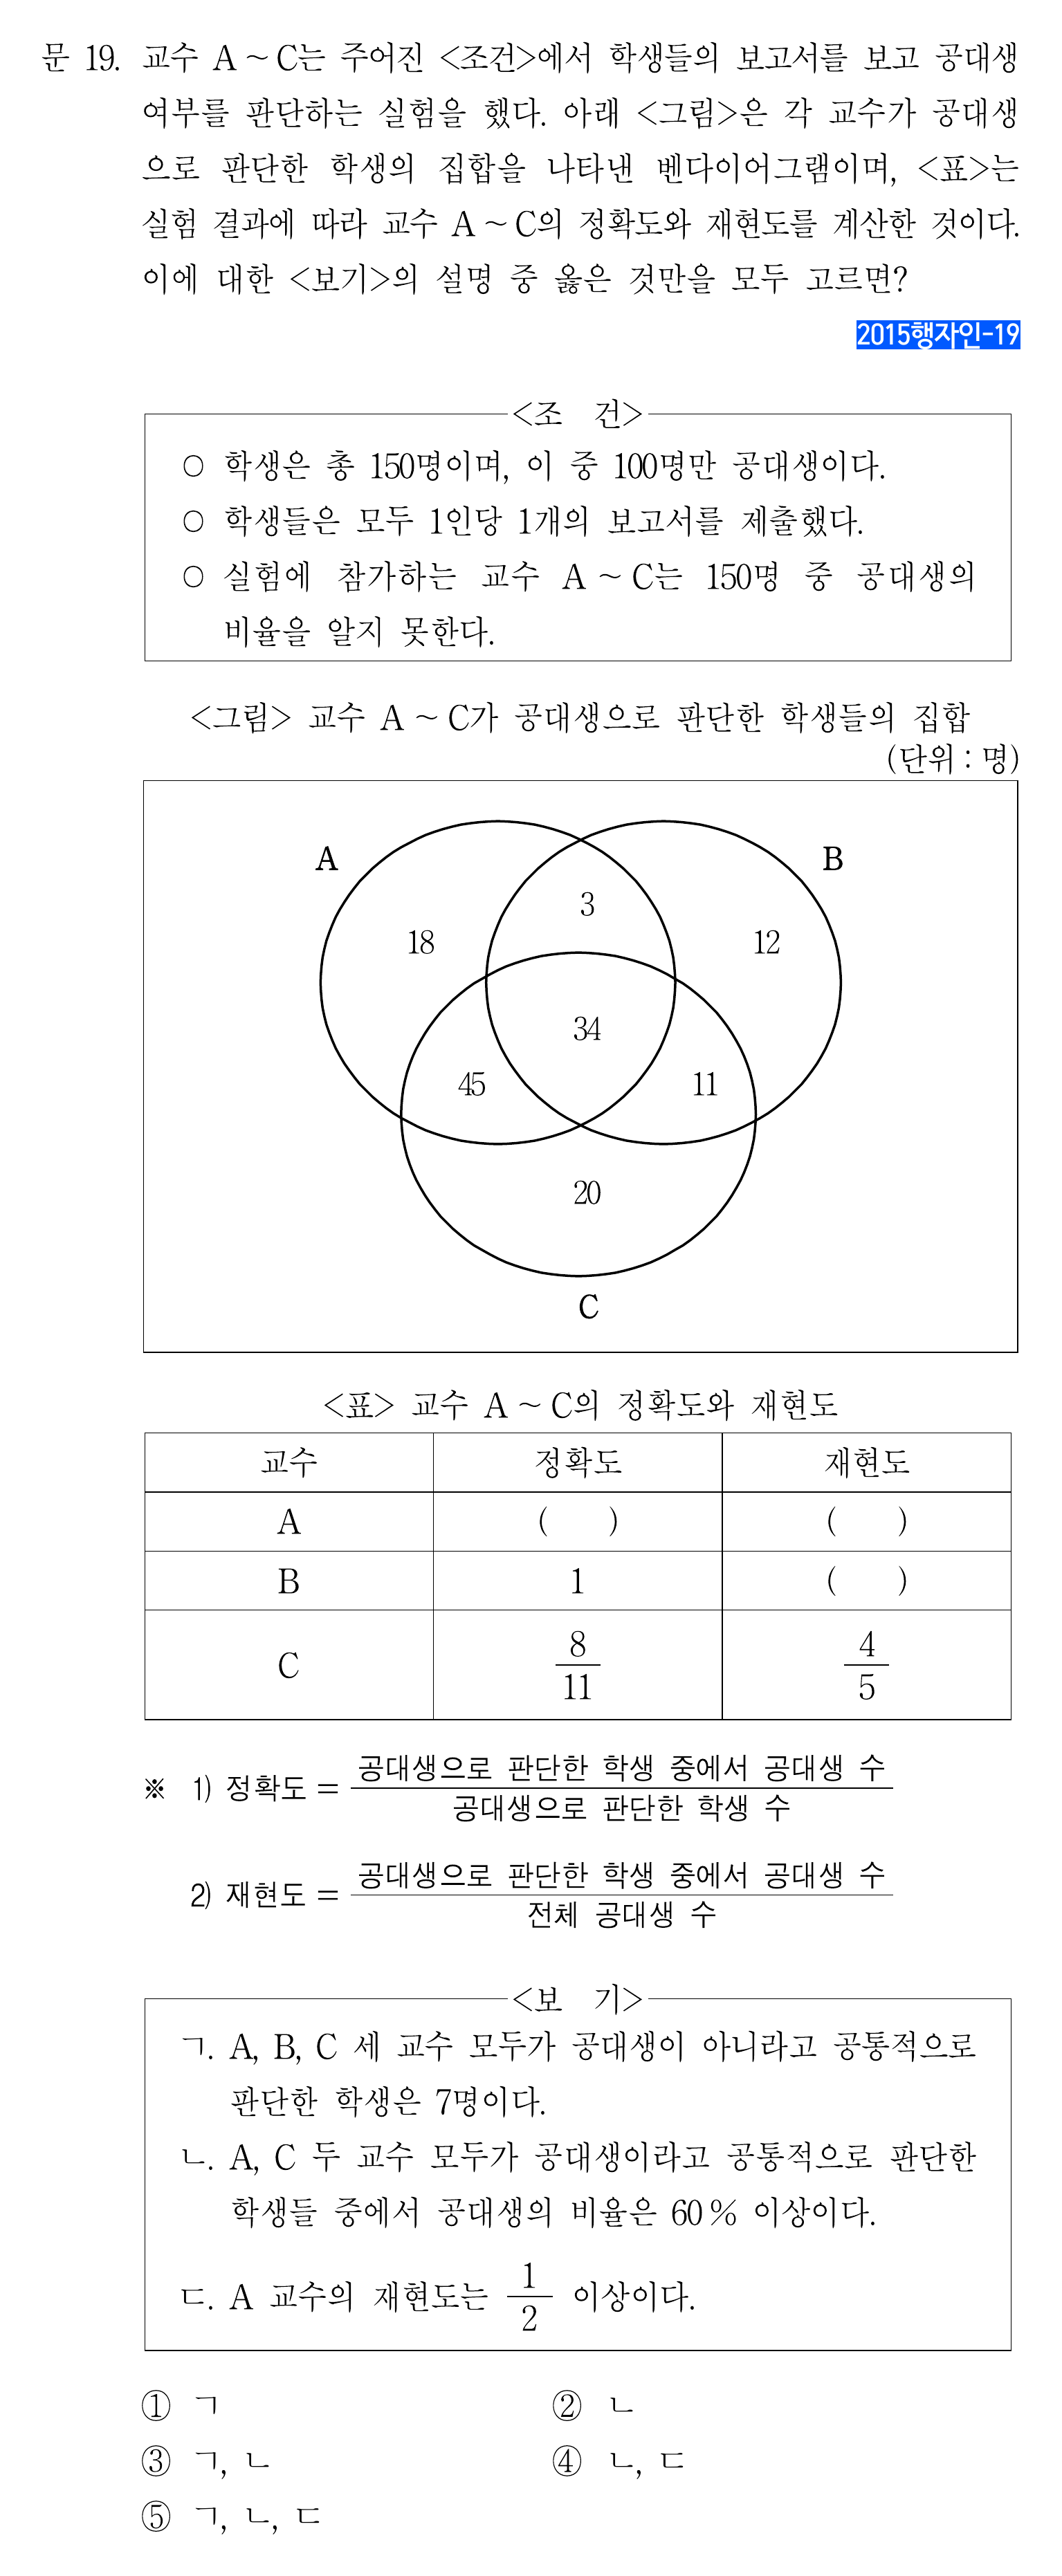 문 19. 교수 A ~ C는 주어진 <조건>에서 학생들의 보고서를 보고 공대생
여부를 판단하는 실험을 했다. 아래 <그림>은 각 교수가 공대생
으로 판단한 학생의 집합을 나타낸 벤다이어그램이며, <표>는
실험 결과에 따라 교수 A ~ C의 정확도와 재현도를 계산한 것이다.
이에 대한 <보기>의 설명 중 옳은 것만을 모두 고르면?
2015행자인-19
<조 건>
○ 학생은 총 150명이며, 이 중 100명만 공대생이다.
○ 학생들은 모두 1인당 1개의 보고서를 제출했다.
○ 실험에 참가하는 교수 A ~ C는 150명 중 공대생의
비율을 알지 못한다.
<그림> 교수 A ~ C가 공대생으로 판단한 학생들의 집합
(단위 : 명)
A B
3
18 12
34
45 11
20
C
<표> 교수 A ~ C의 정확도와 재현도
교수 정확도 재현도
A ( ) ( )
B 1 ( )
C 8/11 4/5
※ 1) 정확도 = 공대생으로 판단한 학생 중에서 공대생 수 / 공대생으로 판단한 학생 수
2) 재현도 = 공대생으로 판단한 학생 중에서 공대생 수 / 전체 공대생 수
<보 기>
ㄱ. A, B, C 세 교수 모두가 공대생이 아니라고 공통적으로
판단한 학생은 7명이다.
ㄴ. A, C 두 교수 모두가 공대생이라고 공통적으로 판단한
학생들 중에서 공대생의 비율은 60 % 이상이다.
ㄷ. A 교수의 재현도는 1/2 이상이다.
① ㄱ ② ㄴ
③ ㄱ, ㄴ ④ ㄴ, ㄷ
⑤ ㄱ, ㄴ, ㄷ